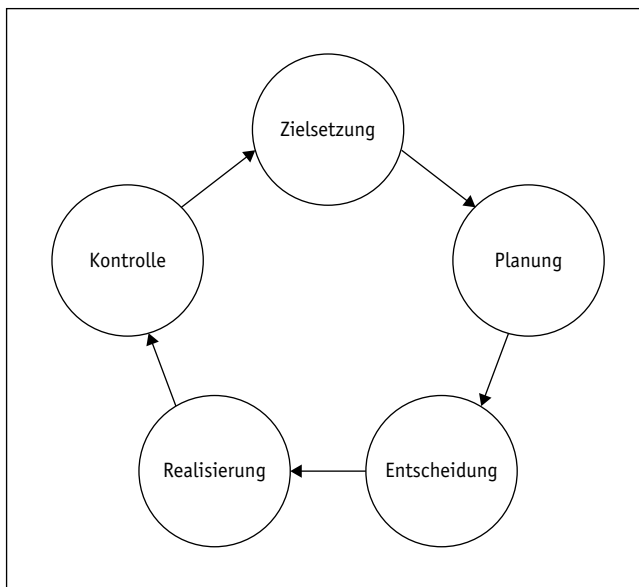 Zielsetzung
Planung
Entscheidung
Realisierung
Kontrolle